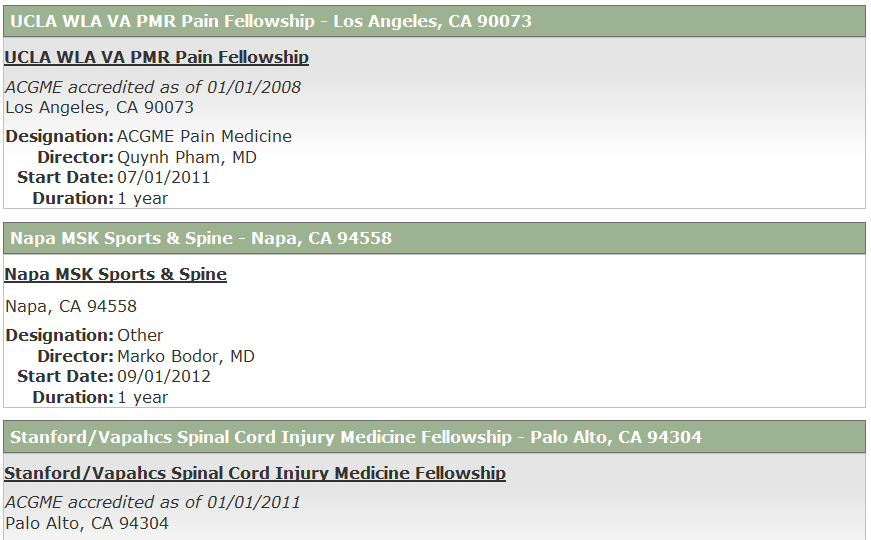 UCLA WLA VA PMR Pain Fellowship - Los Angeles, CA 90073
UCLA WLA VA PMR Pain Fellowship
ACGME accredited as of 01/01/2008
Los Angeles, CA 90073
Designation: ACGME Pain Medicine
Director: Quynh Pham, MD
Start Date: 07/01/2011
Duration: 1 year
Napa MSK Sports & Spine - Napa, CA 94558
Napa MSK Sports & Spine
Napa, CA 94558
Designation: Other
Director: Marko Bodor, MD
Start Date: 09/01/2012
Duration: 1 year
Stanford/Vapahcs Spinal Cord Injury Medicine Fellowship - Palo Alto, CA 94304
Stanford/Vapahcs Spinal Cord Injury Medicine Fellowship
ACGME accredited as of 01/01/2011
Palo Alto, CA 94304